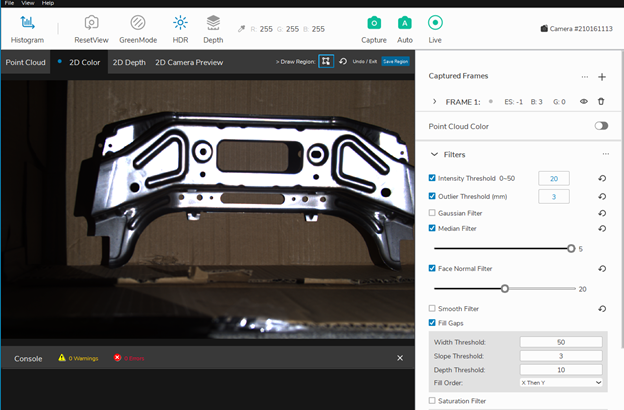 File View Help
Histogram ResetView GreenMode HDR Depth R: 255 G: 255 B: 255 Capture Auto Live Camera #210161113
Point Cloud 2D Color 2D Depth 2D Camera Preview > Draw Region: Undo / Exit Save Region
Captured Frames
FRAME 1: ES: -1 B: 3 G: 0
Point Cloud Color
Filters
Intensity Threshold 0~50 20
Outlier Threshold (mm) 3
Gaussian Filter
Median Filter
5
Face Normal Filter
20
Smooth Filter
Fill Gaps
Width Threshold: 50
Slope Threshold: 3
Depth Threshold: 10
Fill Order: X Then Y
Saturation Filter
Console 0 Warnings 0 Errors